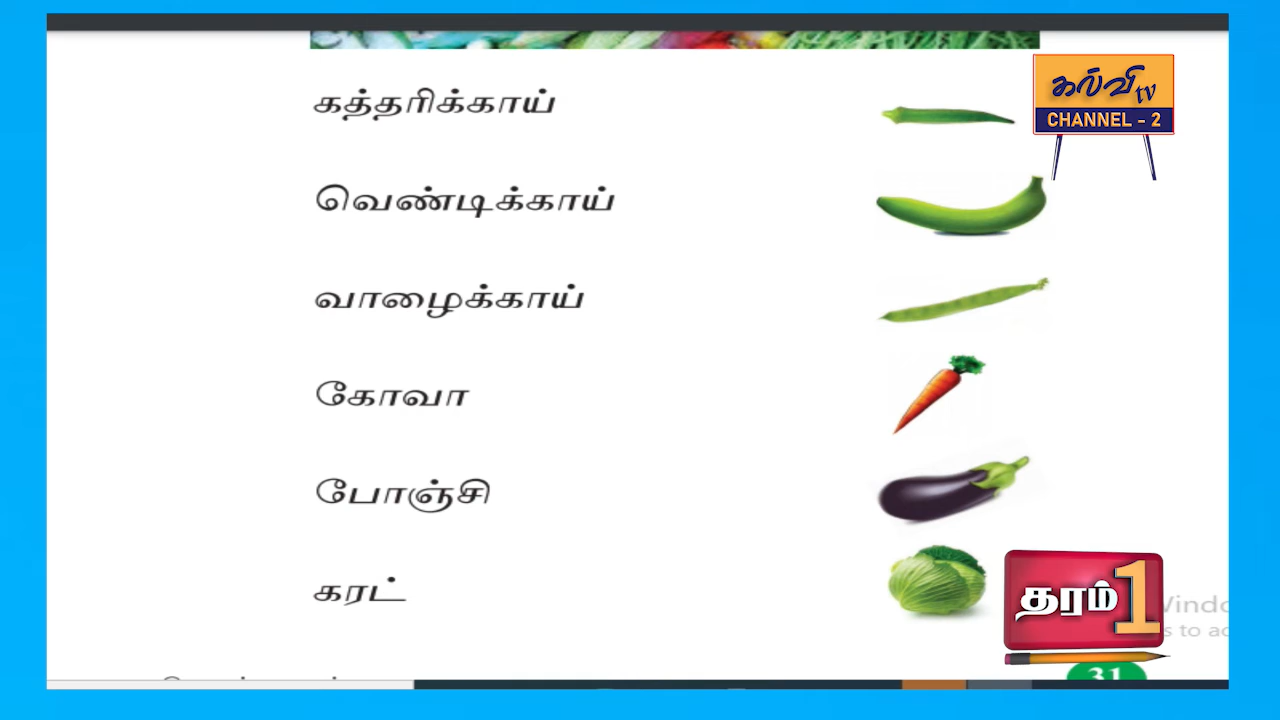 கல்வி tv
CHANNEL - 2
கத்தரிக்காய்
வெண்டிக்காய்
வாழைக்காய்
கோவா
போஞ்சி
கரட்
தரம் 1
31